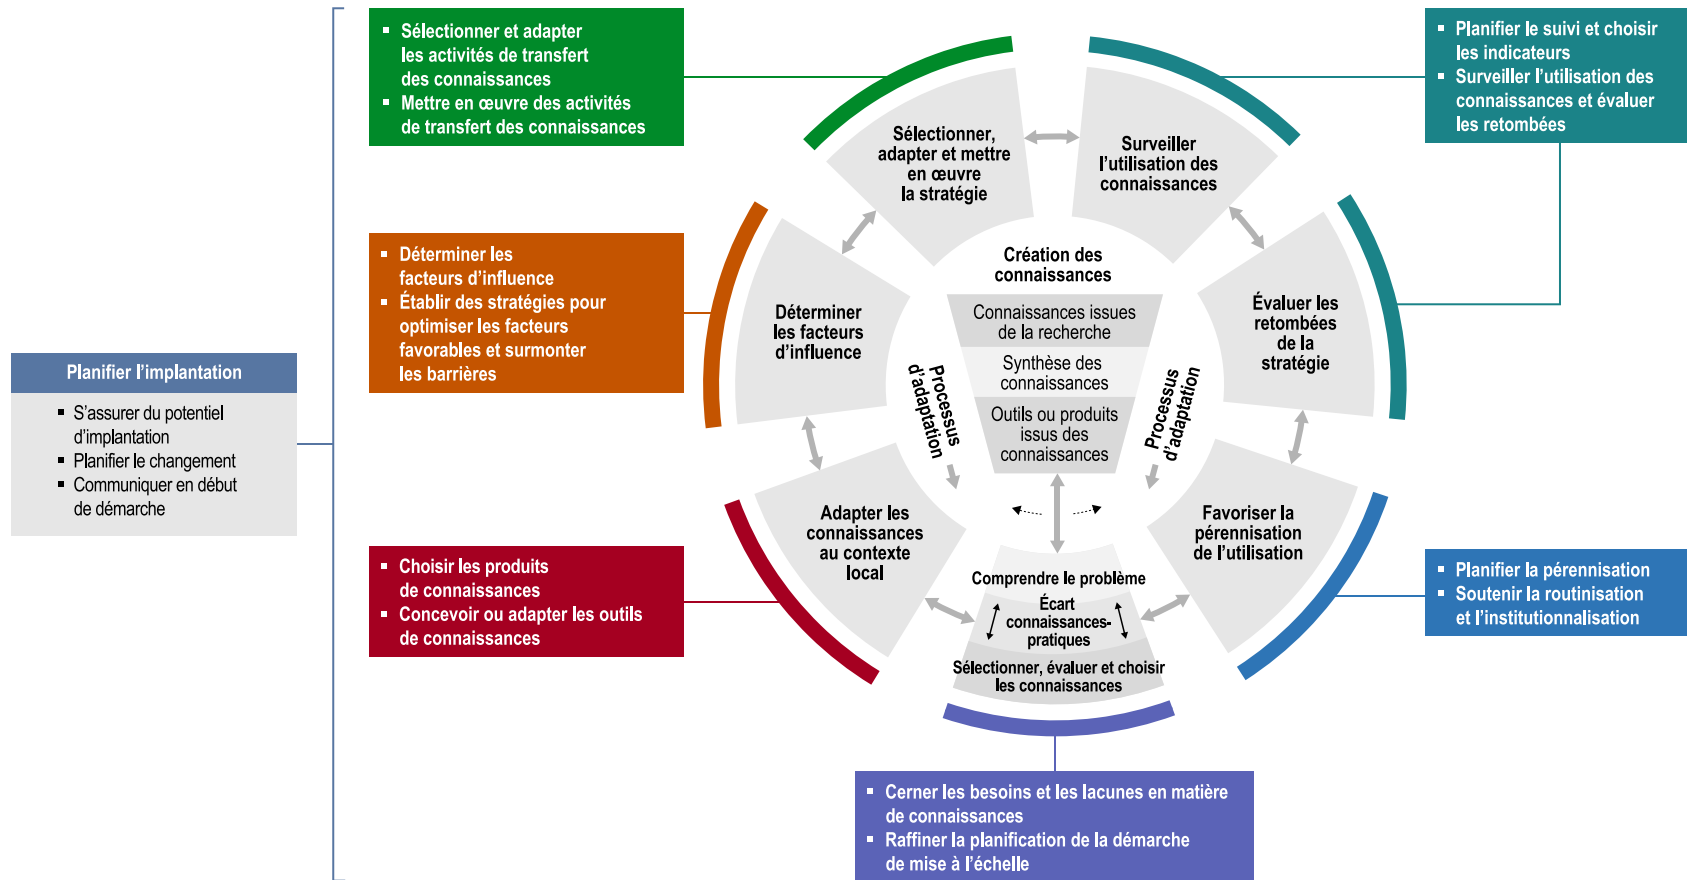 Planifier l’implantation
▪ S’assurer du potentiel
d’implantation
▪ Planifier le changement
▪ Communiquer en début
de démarche
▪ Sélectionner et adapter
les activités de transfert
des connaissances
▪ Mettre en œuvre des activités
de transfert des connaissances
▪ Déterminer les
facteurs d’influence
▪ Établir des stratégies pour
optimiser les facteurs
favorables et surmonter
les barrières
▪ Choisir les produits
de connaissances
▪ Concevoir ou adapter les outils
de connaissances
Sélectionner,
adapter et mettre
en œuvre
la stratégie
Surveiller
l’utilisation des
connaissances
Déterminer
les facteurs
d’influence
Évaluer les
retombées
de la
stratégie
Adapter les
connaissances
au contexte
local
Favoriser la
pérennisation
de l’utilisation
Création des
connaissances
Connaissances issues
de la recherche
Synthèse des
connaissances
Outils ou produits
issus des
connaissances
Processus
d’adaptation
Processus
d’adaptation
Comprendre le problème
Écart
connaissances-
pratiques
Sélectionner, évaluer et choisir
les connaissances
▪ Planifier le suivi et choisir
les indicateurs
▪ Surveiller l’utilisation des
connaissances et évaluer
les retombées
▪ Planifier la pérennisation
▪ Soutenir la routinisation
et l’institutionnalisation
▪ Cerner les besoins et les lacunes en matière
de connaissances
▪ Raffiner la planification de la démarche
de mise à l’échelle